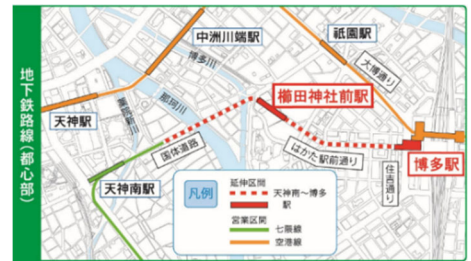 地下鉄路線(都心部)
中洲川端駅
祇園駅
博多川
大博通り
櫛田神社前駅
天神駅
那珂川
薬院新川
国体道路
はかた駅前通り
博多駅
天神南駅
住吉通り
凡例
延伸区間
天神南～博多
駅
営業区間
七隈線
空港線